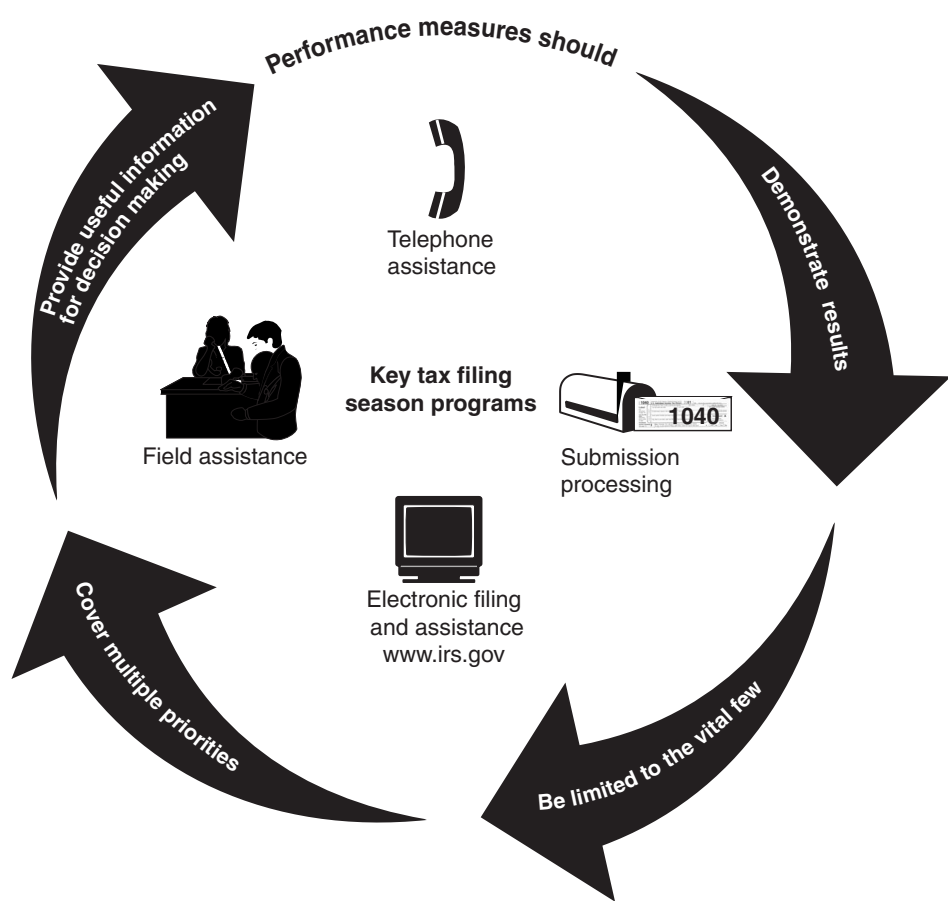 Performance measures should
Demonstrate results
Be limited to the vital few
Cover multiple priorities
Provide useful information
for decision making
Telephone
assistance
Key tax filing
season programs
Field assistance
1040
Submission
processing
Electronic filing
and assistance
www.irs.gov